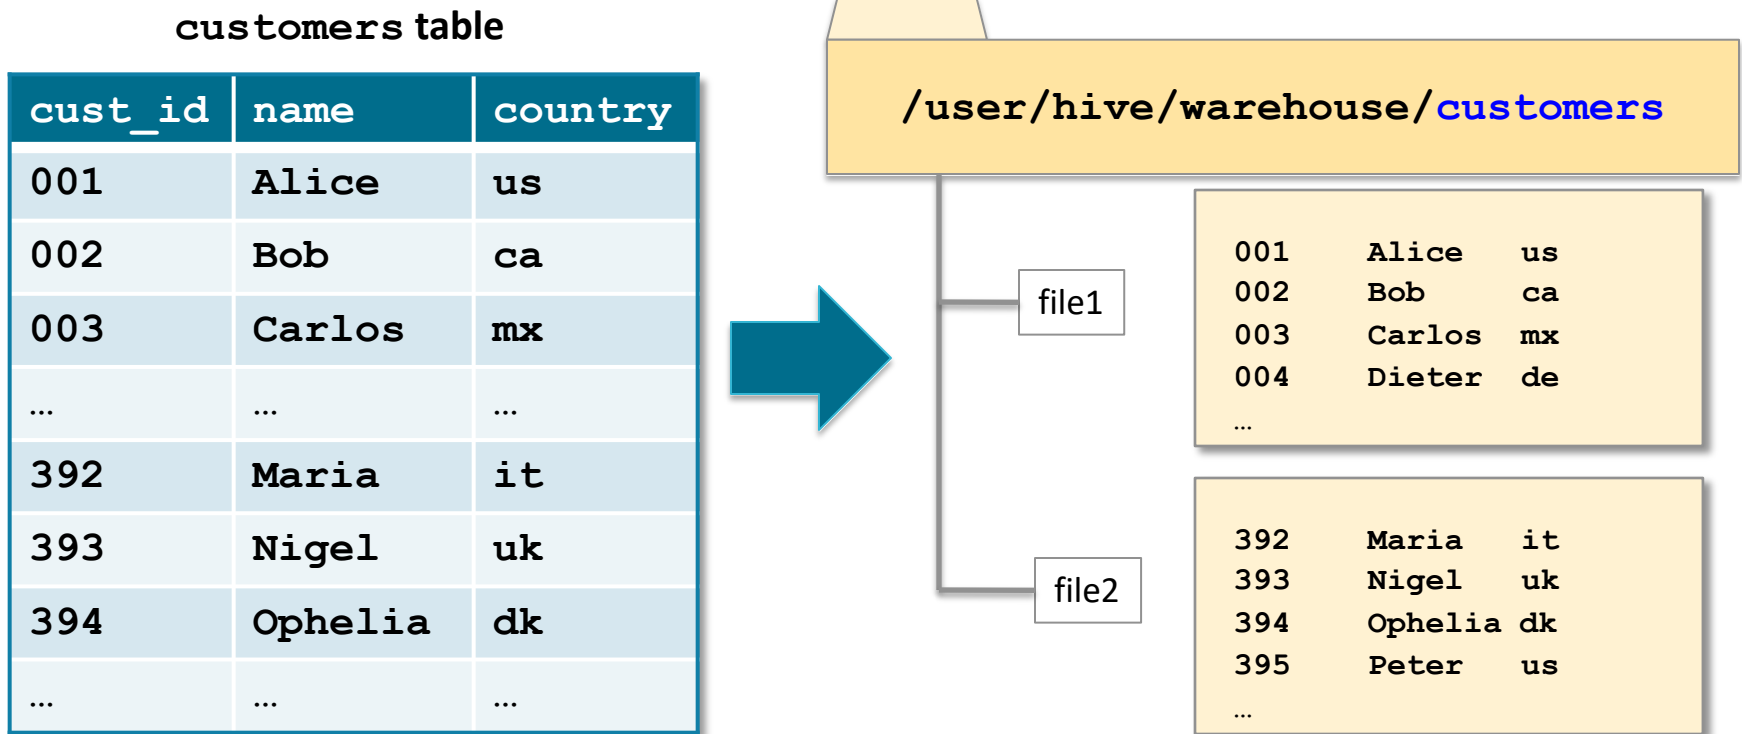 customers table
cust_id name country
001 Alice us
002 Bob ca
003 Carlos mx
… … …
392 Maria it
393 Nigel uk
394 Ophelia dk
… … …
/user/hive/warehouse/customers
file1
001 Alice us
002 Bob ca
003 Carlos mx
004 Dieter de
…
file2
392 Maria it
393 Nigel uk
394 Ophelia dk
395 Peter us
…